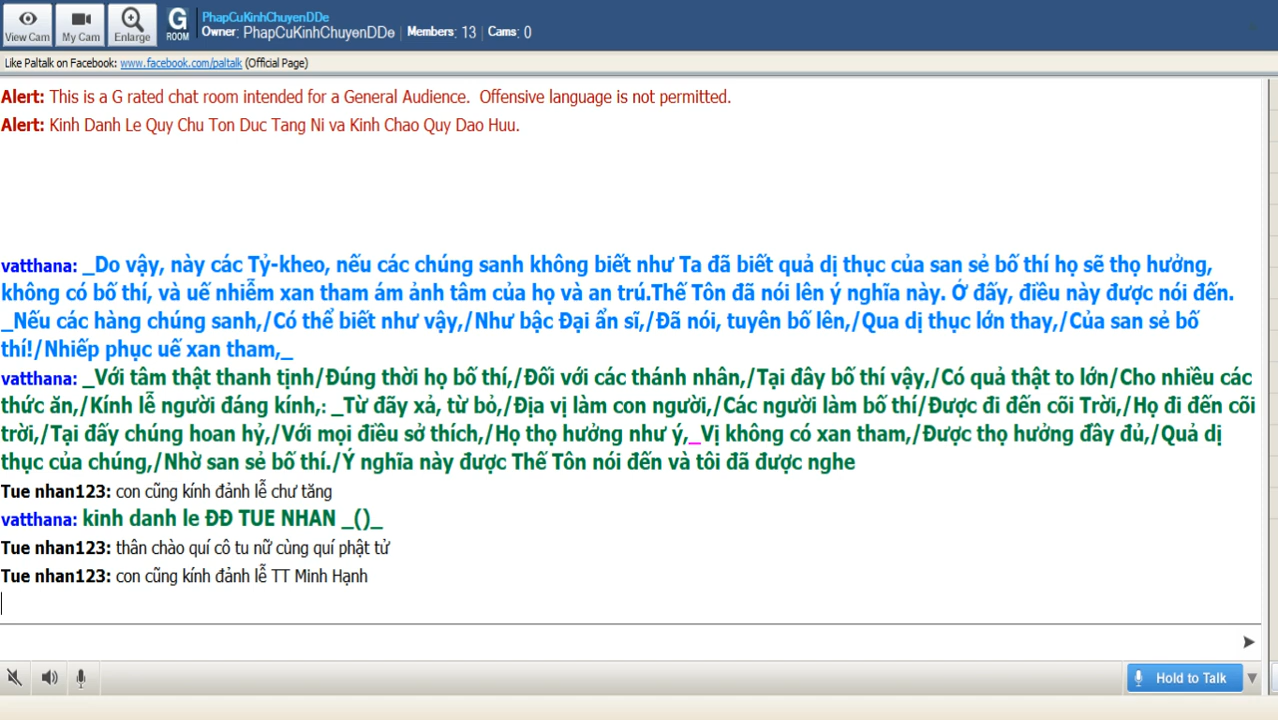 View Cam
My Cam
Enlarge
G
ROOM
PhapCuKinhChuyenDDe
Owner: PhapCuKinhChuyenDDe Members: 13 Cams: 0
Like Paltalk on Facebook: www.facebook.com/paltalk (Official Page)
Alert: This is a G rated chat room intended for a General Audience. Offensive language is not permitted.
Alert: Kinh Danh Le Quy Chu Ton Duc Tang Ni va Kinh Chao Quy Dao Huu.
vatthana: _Do vậy, này các Tỷ-kheo, nếu các chúng sanh không biết như Ta đã biết quả dị thục của san sẻ bố thí họ sẽ thọ hưởng,
không có bố thí, và uế nhiễm xan tham ám ảnh tâm của họ và an trú.Thế Tôn đã nói lên ý nghĩa này. Ở đấy, điều này được nói đến.
_Nếu các hàng chúng sanh,/Có thể biết như vậy,/Như bậc Đại ẩn sĩ,/Đã nói, tuyên bố lên,/Qua dị thục lớn thay,/Của san sẻ bố
thí!/Nhiếp phục uế xan tham,_
vatthana: _Với tâm thật thanh tịnh/Đúng thời họ bố thí,/Đối với các thánh nhân,/Tại đây bố thí vậy,/Có quả thật to lớn/Cho nhiều các
thức ăn,/Kính lễ người đáng kính,: _Từ đây xả, từ bỏ,/Địa vị làm con người,/Các người làm bố thí/Được đi đến cõi Trời,/Họ đi đến cõi
trời,/Tại đấy chúng hoan hỷ,/Với mọi điều sở thích,/Họ thọ hưởng như ý,_Vị không có xan tham,/Được thọ hưởng đầy đủ,/Quả dị
thục của chúng,/Nhờ san sẻ bố thí./Ý nghĩa này được Thế Tôn nói đến và tôi đã được nghe
Tue nhan123: con cũng kính đảnh lễ chư tăng
vatthana: kinh danh le ĐĐ TUE NHAN _()_
Tue nhan123: thân chào quí cô tu nữ cùng quí phật tử
Tue nhan123: con cũng kính đảnh lễ TT Minh Hạnh
Hold to Talk